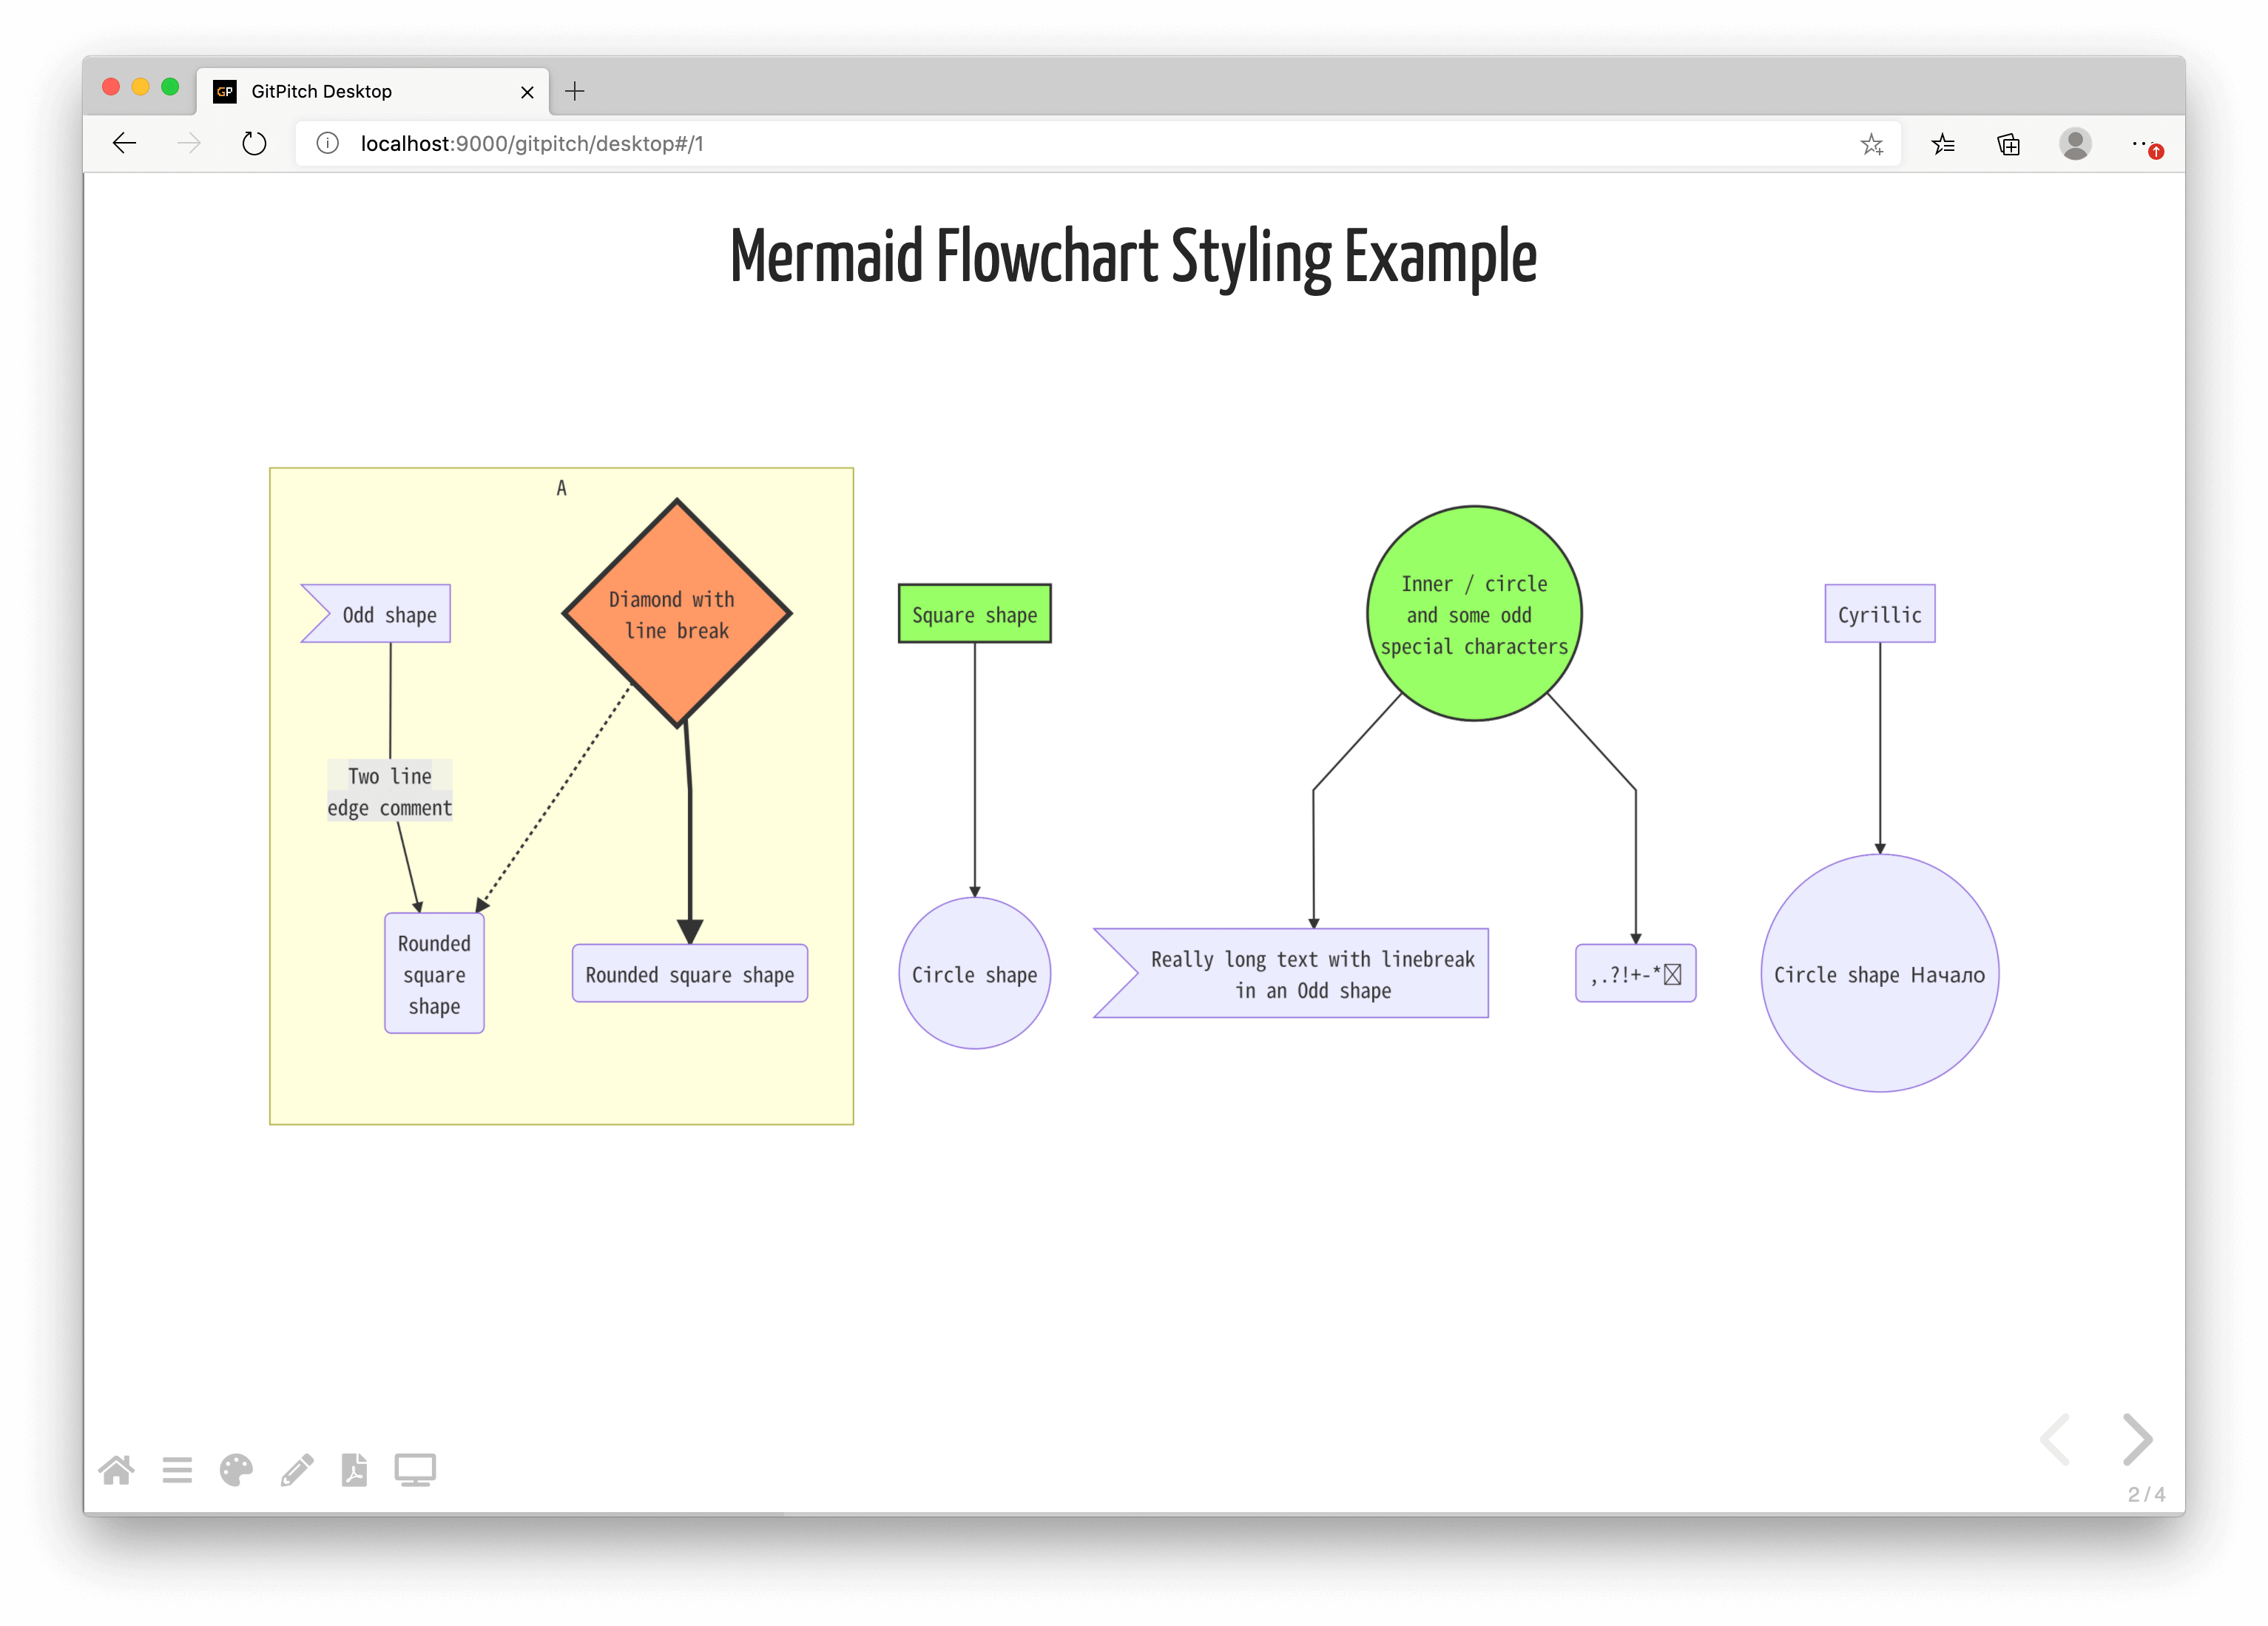 GP GitPitch Desktop
localhost:9000/gitpitch/desktop#/1
Mermaid Flowchart Styling Example
A
Odd shape
Diamond with
line break
Two line
edge comment
Rounded
square
shape
Rounded square shape
Square shape
Circle shape
Inner / circle
and some odd
special characters
Really long text with linebreak
in an Odd shape
,.?!+-*
Cyrillic
Circle shape Начало
2 / 4